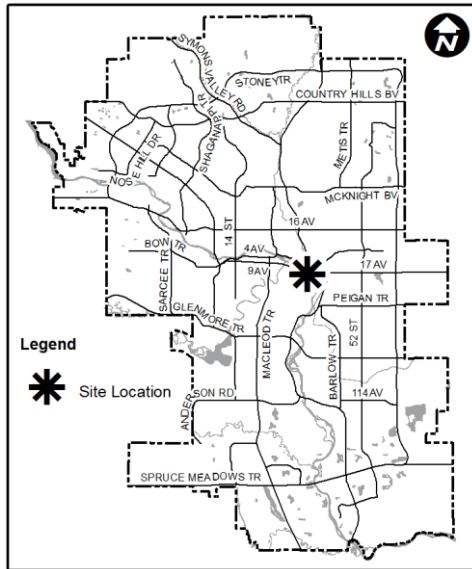 N
SYMONS VALLEY RD
STONEY TR
COUNTRY HILLS BV
SHAGANAPPI TR
METIS TR
NOSE HILL DR
MCKNIGHT BV
14 ST
16 AV
BOW TR
4 AV
17 AV
9 AV
SARCEE TR
PEIGAN TR
GLENMORE TR
MACLEOD TR
BARLOW TR
52 ST
Legend
Site Location
ANDERSON RD
114 AV
SPRUCE MEADOWS TR